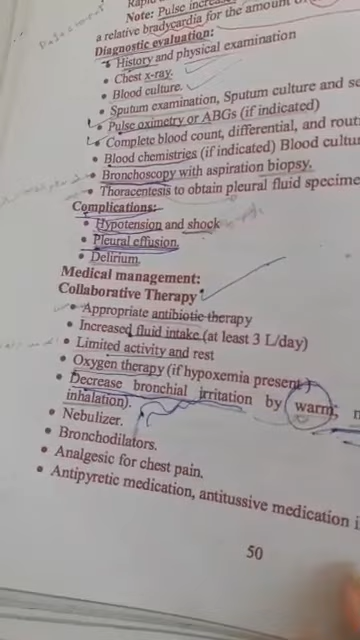 Note: Pulse increa
a relative bradycardia for the amount of
Diagnostic evaluation:
• History and physical examination
• Chest x-ray.
• Blood culture.
• Sputum examination, Sputum culture and se
• Pulse oximetry or ABGs (if indicated)
• Complete blood count, differential, and rout
• Blood chemistries (if indicated) Blood cultur
• Bronchoscopy with aspiration biopsy.
• Thoracentesis to obtain pleural fluid specime
Complications:
• Hypotension and shock
• Pleural effusion.
• Delirium.
Medical management:
Collaborative Therapy
• Appropriate antibiotic therapy
• Increased fluid intake (at least 3 L/day)
• Limited activity and rest
• Oxygen therapy (if hypoxemia present)
• Decrease bronchial irritation by warm,
inhalation).
• Nebulizer.
• Bronchodilators.
• Analgesic for chest pain.
• Antipyretic medication, antitussive medication i
50